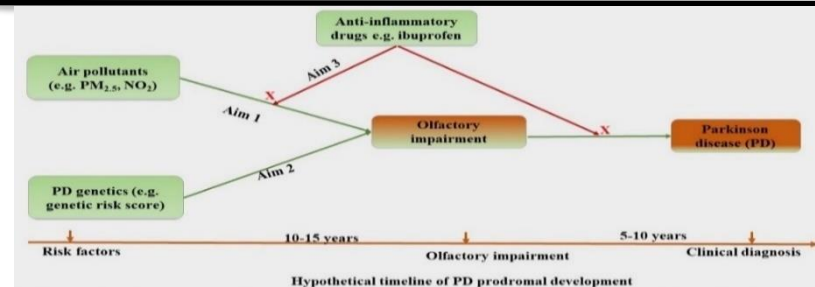 Anti-inflammatory
drugs e.g. ibuprofen
Air pollutants
(e.g. PM2.5, NO2)
Aim 3
X
Aim 1
Olfactory
impairment
X
Parkinson
disease (PD)
Aim 2
PD genetics (e.g.
genetic risk score)
10-15 years
5-10 years
Risk factors
Olfactory impairment
Clinical diagnosis
Hypothetical timeline of PD prodromal development